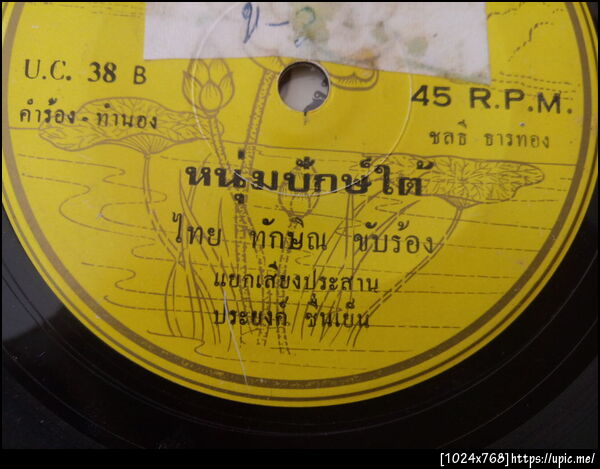 ข-2
U.C. 38 B
45 R.P.M.
คำร้อง - ทำนอง
ชลธี ธารทอง
หนุ่มปักษ์ใต้
ไทย ทักษิณ ขับร้อง
แยกเสียงประสาน
ประยงค์ ชื่นเย็น
[1024x768]https://upic.me/